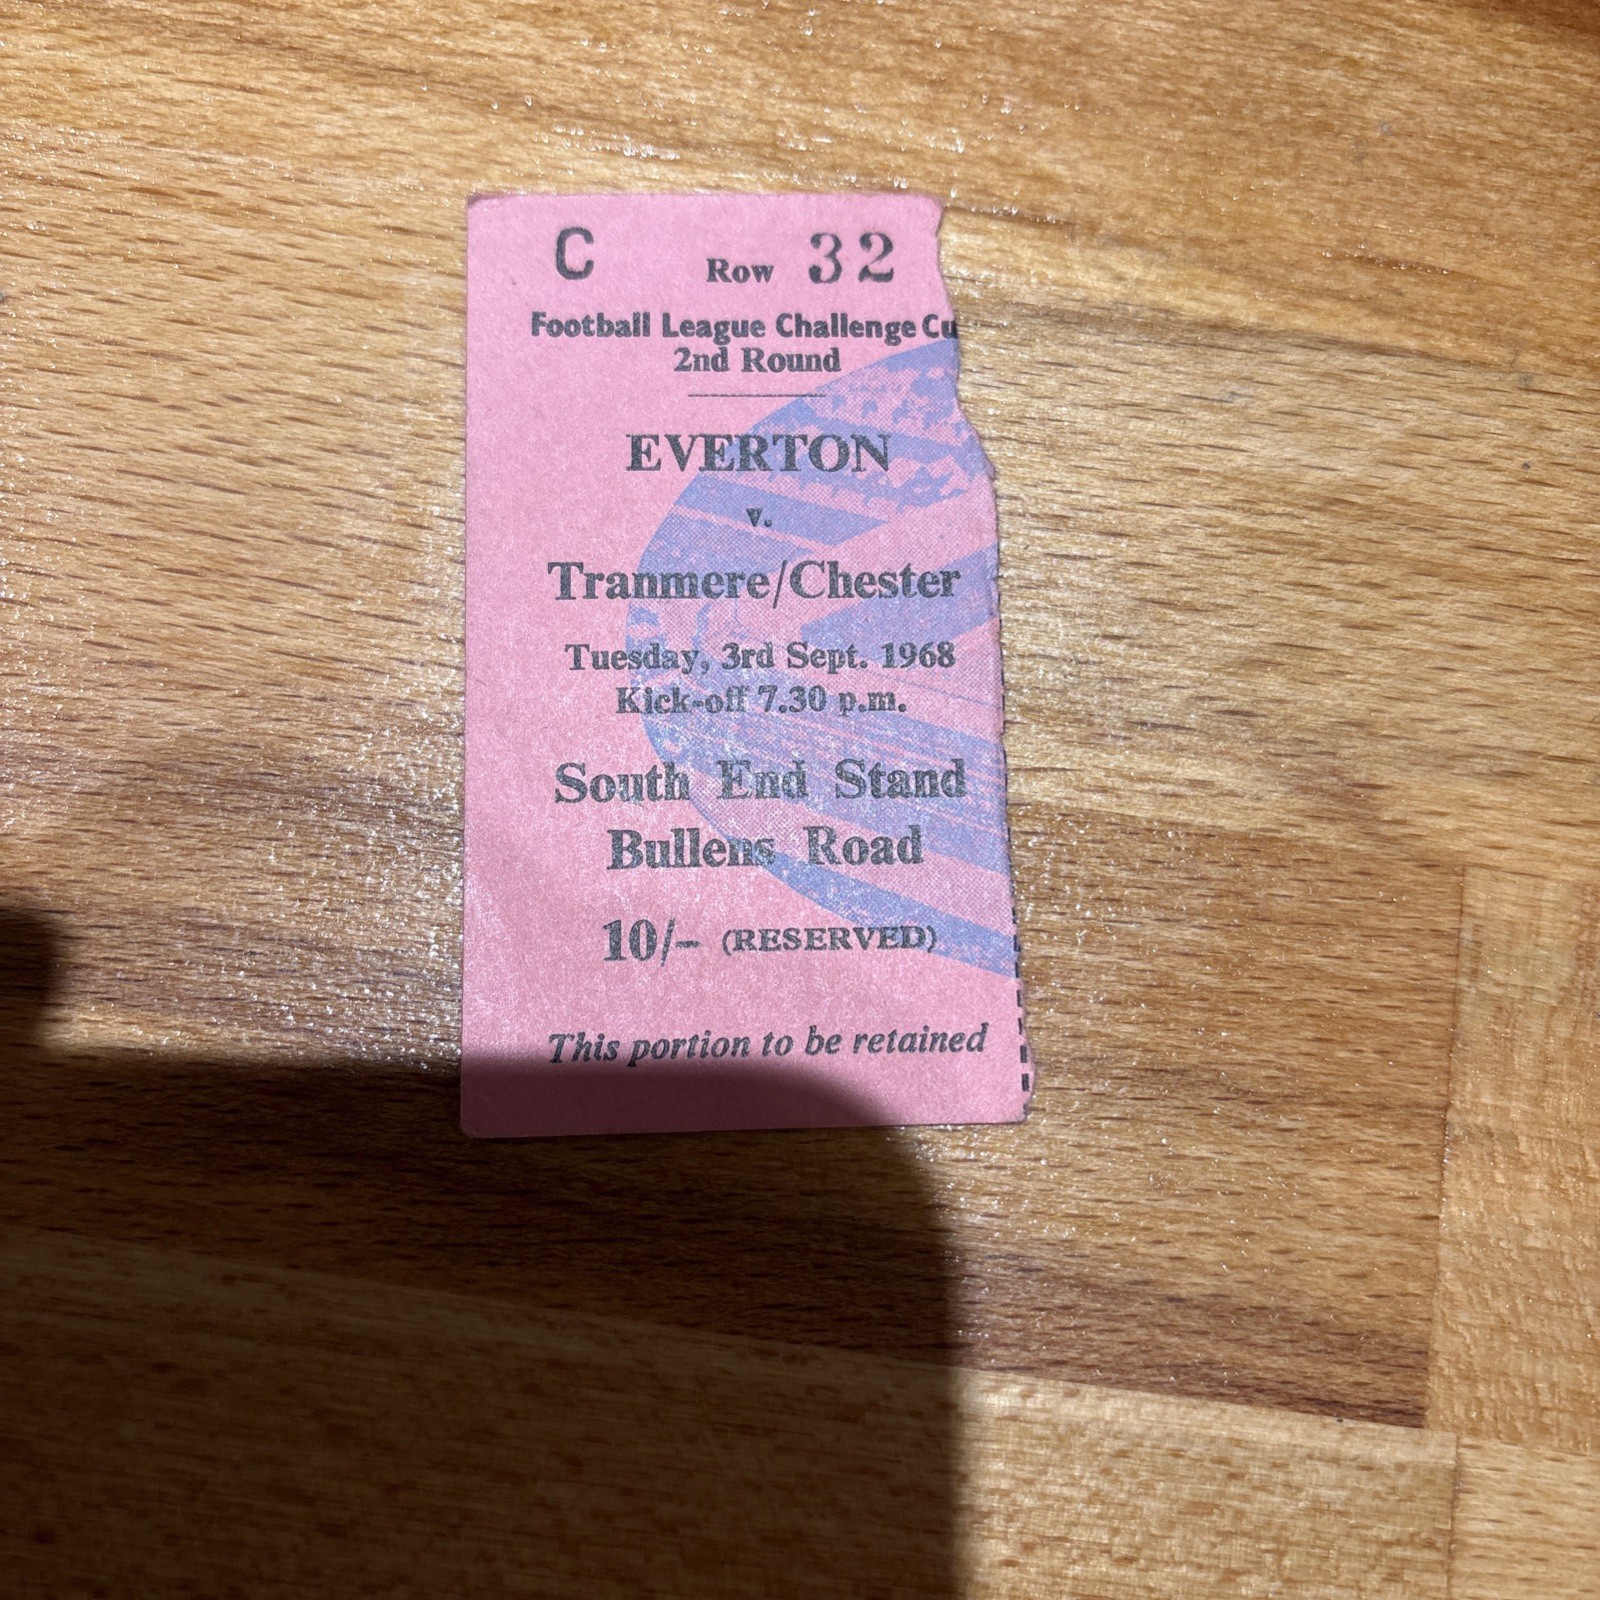 C Row 32
Football League Challenge Cu
2nd Round
EVERTON
v.
Tranmere/Chester
Tuesday, 3rd Sept. 1968
Kick-off 7.30 p.m.
South End Stand
Bullens Road
10/- (RESERVED)
This portion to be retained